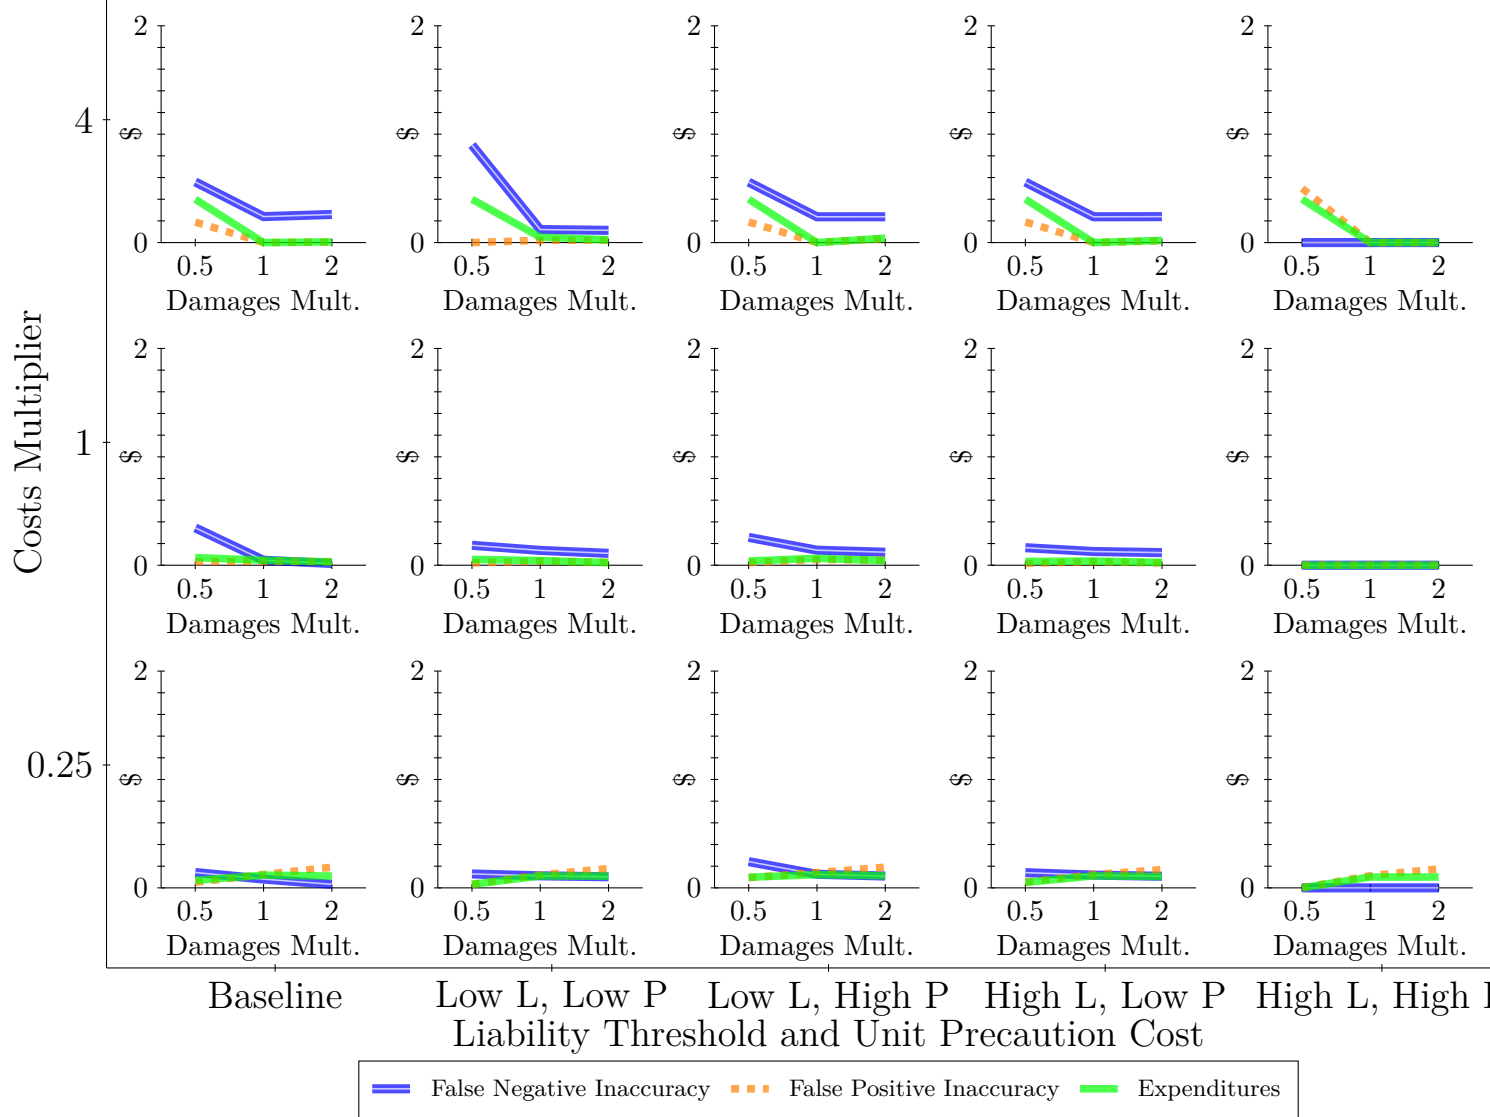 2 2 2 2 2
4 $ $ $ $ $
0 0 0 0 0
0.5 1 2 0.5 1 2 0.5 1 2 0.5 1 2 0.5 1 2
Damages Mult. Damages Mult. Damages Mult. Damages Mult. Damages Mult.
Costs Multiplier
2 2 2 2 2
1 $ $ $ $ $
0 0 0 0 0
0.5 1 2 0.5 1 2 0.5 1 2 0.5 1 2 0.5 1 2
Damages Mult. Damages Mult. Damages Mult. Damages Mult. Damages Mult.
2 2 2 2 2
0.25 $ $ $ $ $
0 0 0 0 0
0.5 1 2 0.5 1 2 0.5 1 2 0.5 1 2 0.5 1 2
Damages Mult. Damages Mult. Damages Mult. Damages Mult. Damages Mult.
Baseline Low L, Low P Low L, High P High L, Low P High L, High
Liability Threshold and Unit Precaution Cost
False Negative Inaccuracy False Positive Inaccuracy Expenditures